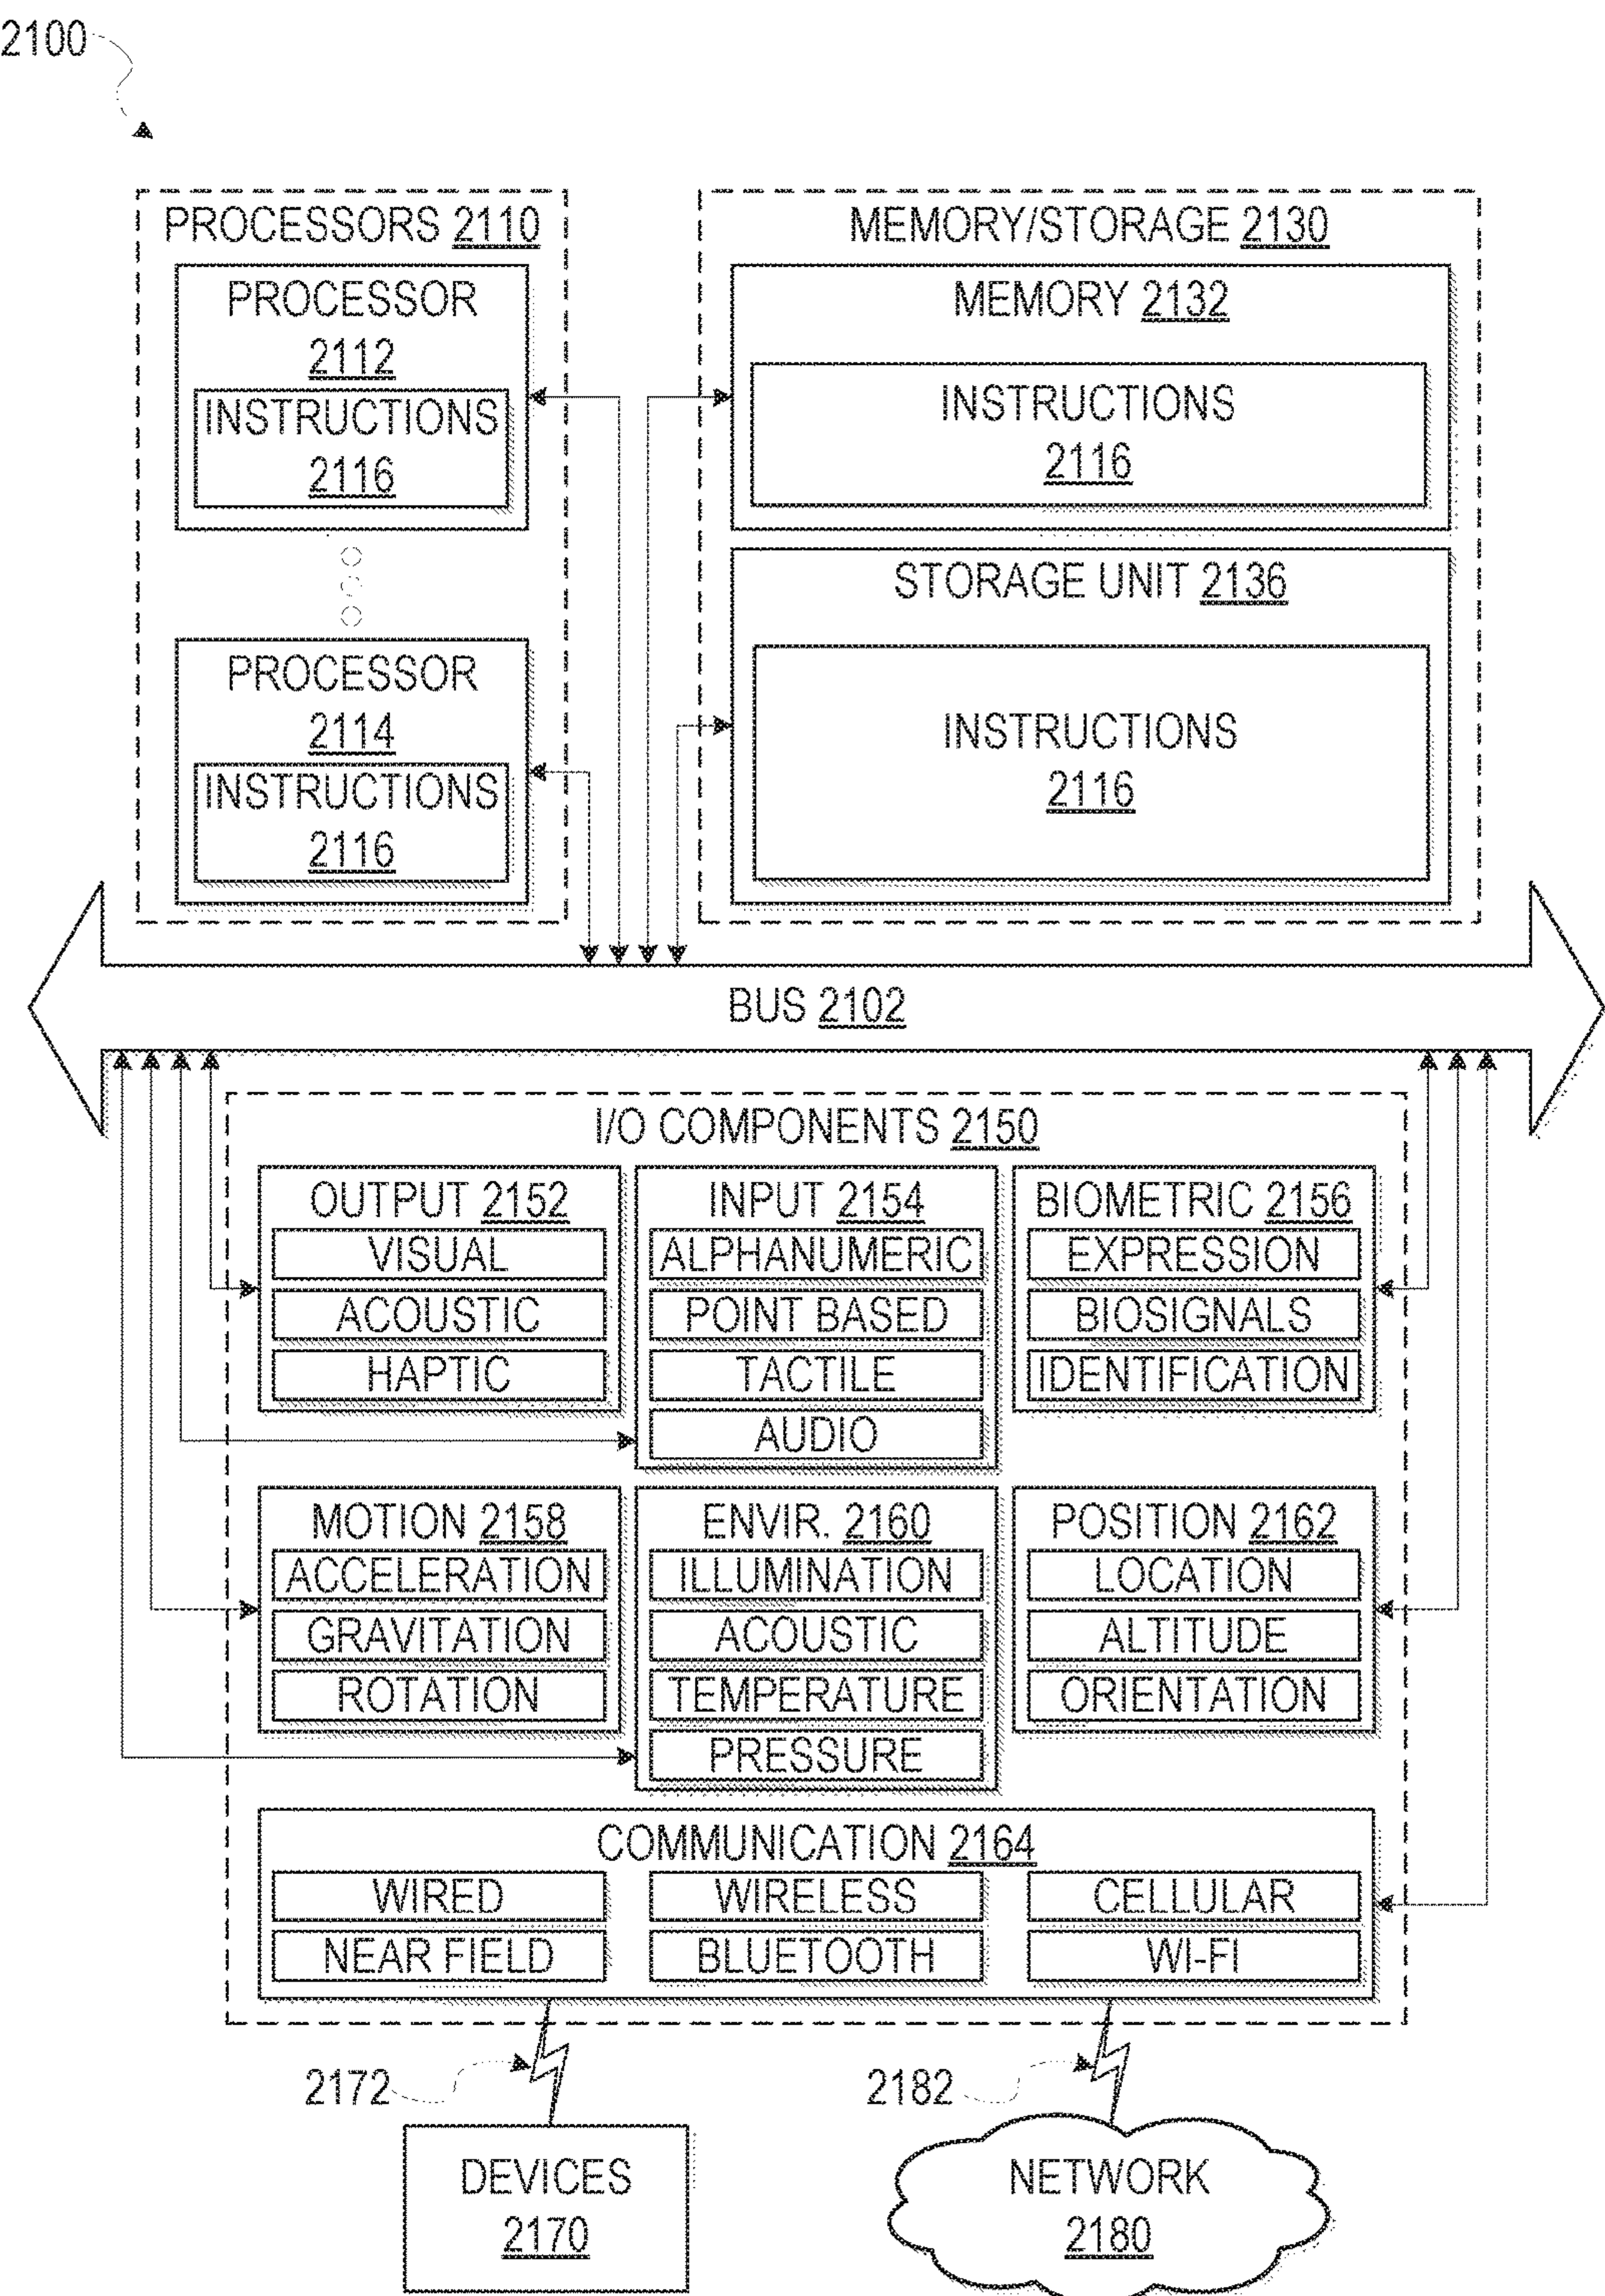 2100
PROCESSORS 2110
PROCESSOR
2112
INSTRUCTIONS
2116
PROCESSOR
2114
INSTRUCTIONS
2116
MEMORY/STORAGE 2130
MEMORY 2132
INSTRUCTIONS
2116
STORAGE UNIT 2136
INSTRUCTIONS
2116
BUS 2102
I/O COMPONENTS 2150
OUTPUT 2152
VISUAL
ACOUSTIC
HAPTIC
INPUT 2154
ALPHANUMERIC
POINT BASED
TACTILE
AUDIO
BIOMETRIC 2156
EXPRESSION
BIOSIGNALS
IDENTIFICATION
MOTION 2158
ACCELERATION
GRAVITATION
ROTATION
ENVIR. 2160
ILLUMINATION
ACOUSTIC
TEMPERATURE
PRESSURE
POSITION 2162
LOCATION
ALTITUDE
ORIENTATION
COMMUNICATION 2164
WIRED
WIRELESS
CELLULAR
NEAR FIELD
BLUETOOTH
WI-FI
2172
2182
DEVICES
2170
NETWORK
2180